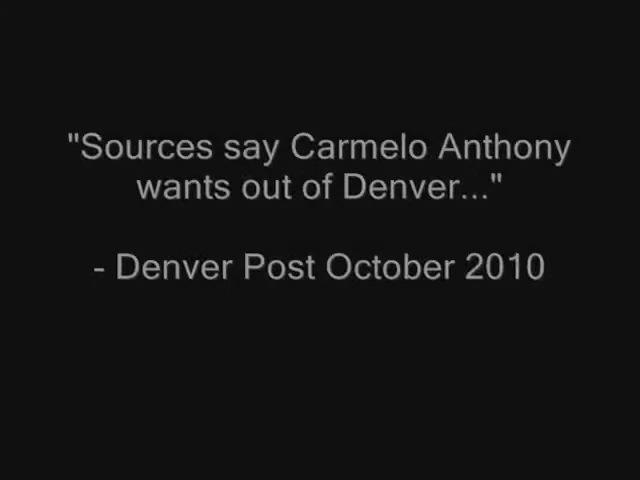 "Sources say Carmelo Anthony
wants out of Denver..."
- Denver Post October 2010